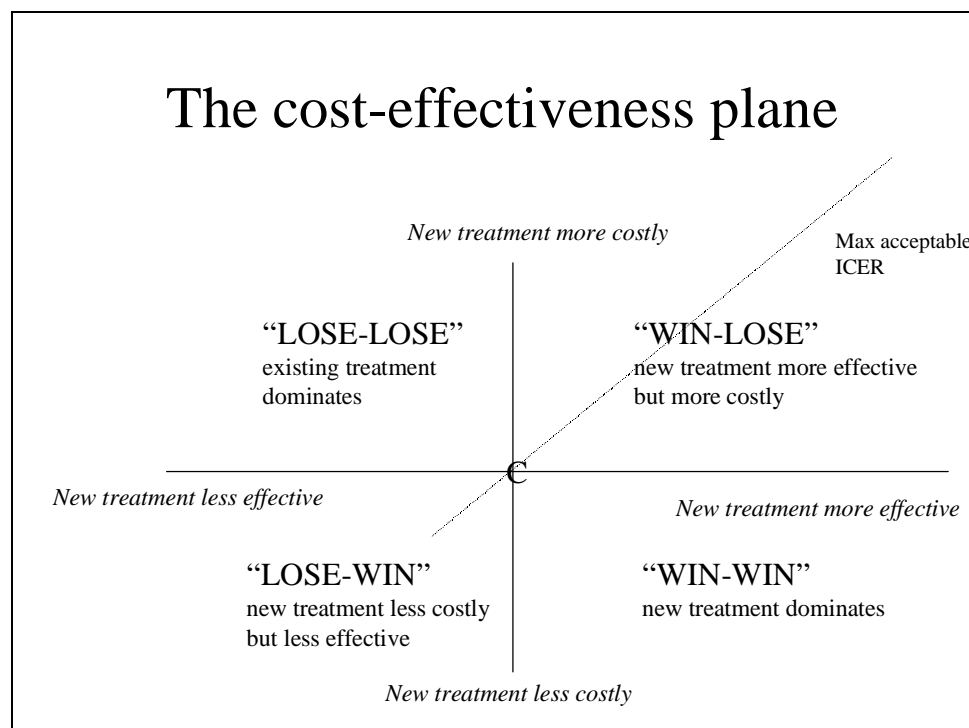 The cost-effectiveness plane
New treatment more costly
Max acceptable
ICER
“LOSE-LOSE”
existing treatment
dominates
“WIN-LOSE”
new treatment more effective
but more costly
C
New treatment less effective
New treatment more effective
“LOSE-WIN”
new treatment less costly
but less effective
“WIN-WIN”
new treatment dominates
New treatment less costly